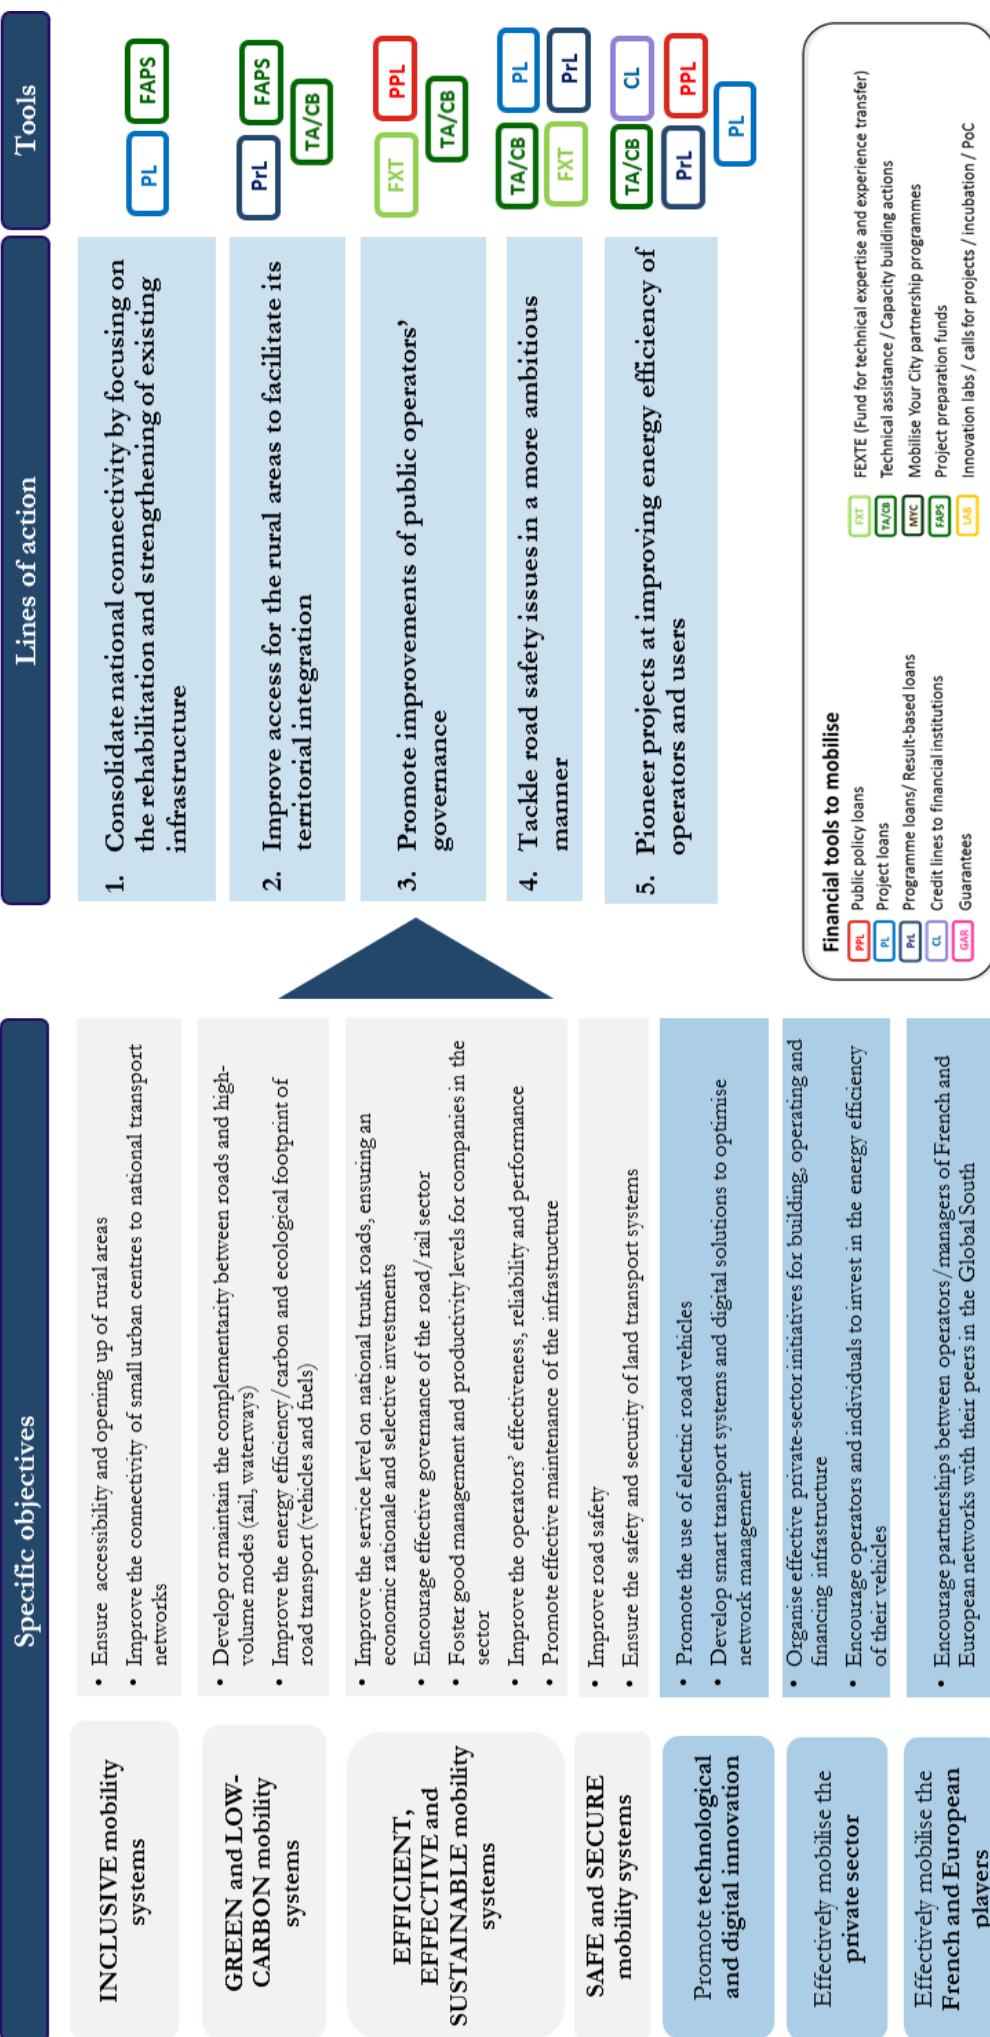 Specific objectives
Lines of action
Tools
INCLUSIVE mobility
systems
• Ensure accessibility and opening up of rural areas
• Improve the connectivity of small urban centres to national transport
networks
GREEN and LOW-
CARBON mobility
systems
• Develop or maintain the complementarity between roads and high-
volume modes (rail, waterways)
• Improve the energy efficiency/carbon and ecological footprint of
road transport (vehicles and fuels)
EFFICIENT,
EFFECTIVE and
SUSTAINABLE mobility
systems
• Improve the service level on national trunk roads, ensuring an
economic rationale and selective investments
• Encourage effective governance of the road/rail sector
• Foster good management and productivity levels for companies in the
sector
• Improve the operators' effectiveness, reliability and performance
• Promote effective maintenance of the infrastructure
SAFE and SECURE
mobility systems
• Improve road safety
• Ensure the safety and security of land transport systems
Promote technological
and digital innovation
• Promote the use of electric road vehicles
• Develop smart transport systems and digital solutions to optimise
network management
Effectively mobilise the
private sector
• Organise effective private-sector initiatives for building, operating and
financing infrastructure
• Encourage operators and individuals to invest in the energy efficiency
of their vehicles
Effectively mobilise the
French and European
players
• Encourage partnerships between operators/managers of French and
European networks with their peers in the Global South
1. Consolidate national connectivity by focusing on
the rehabilitation and strengthening of existing
infrastructure
PL FAPS
2. Improve access for the rural areas to facilitate its
territorial integration
PrL FAPS
TA/CB
3. Promote improvements of public operators'
governance
FXT PPL
TA/CB
4. Tackle road safety issues in a more ambitious
manner
TA/CB PL
FXT PrL
5. Pioneer projects at improving energy efficiency of
operators and users
TA/CB CL
PrL PPL
PL
Financial tools to mobilise
PPL Public policy loans
PL Project loans
PrL Programme loans/ Result-based loans
CL Credit lines to financial institutions
GAR Guarantees
FXT FEXTE (Fund for technical expertise and experience transfer)
TA/CB Technical assistance / Capacity building actions
MYC Mobilise Your City partnership programmes
FAPS Project preparation funds
LAB Innovation labs / calls for projects / incubation / PoC